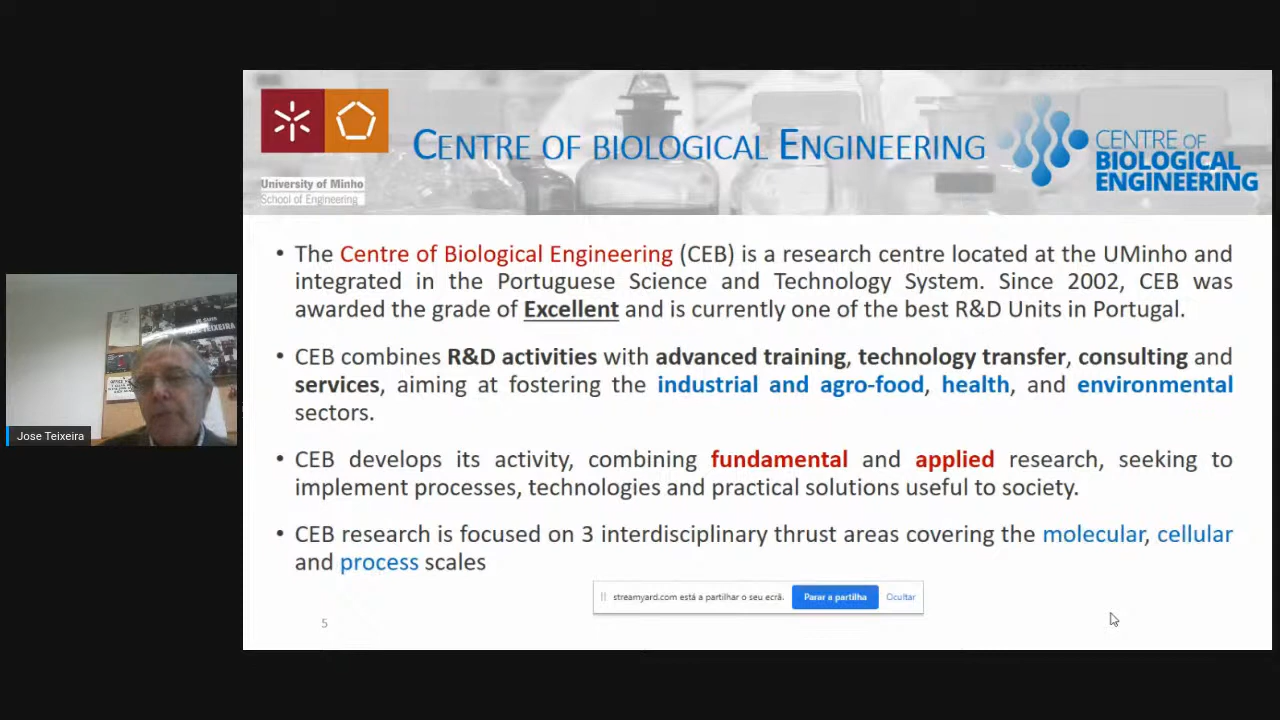 University of Minho
School of Engineering
CENTRE OF BIOLOGICAL ENGINEERING
CENTRE OF
BIOLOGICAL
ENGINEERING
• The Centre of Biological Engineering (CEB) is a research centre located at the UMinho and
integrated in the Portuguese Science and Technology System. Since 2002, CEB was
awarded the grade of Excellent and is currently one of the best R&D Units in Portugal.
• CEB combines R&D activities with advanced training, technology transfer, consulting and
services, aiming at fostering the industrial and agro-food, health, and environmental
sectors.
• CEB develops its activity, combining fundamental and applied research, seeking to
implement processes, technologies and practical solutions useful to society.
• CEB research is focused on 3 interdisciplinary thrust areas covering the molecular, cellular
and process scales
streamyard.com está a partilhar o seu ecrã. Parar a partilha Ocultar
5
TEIXEIRA
Jose Teixeira